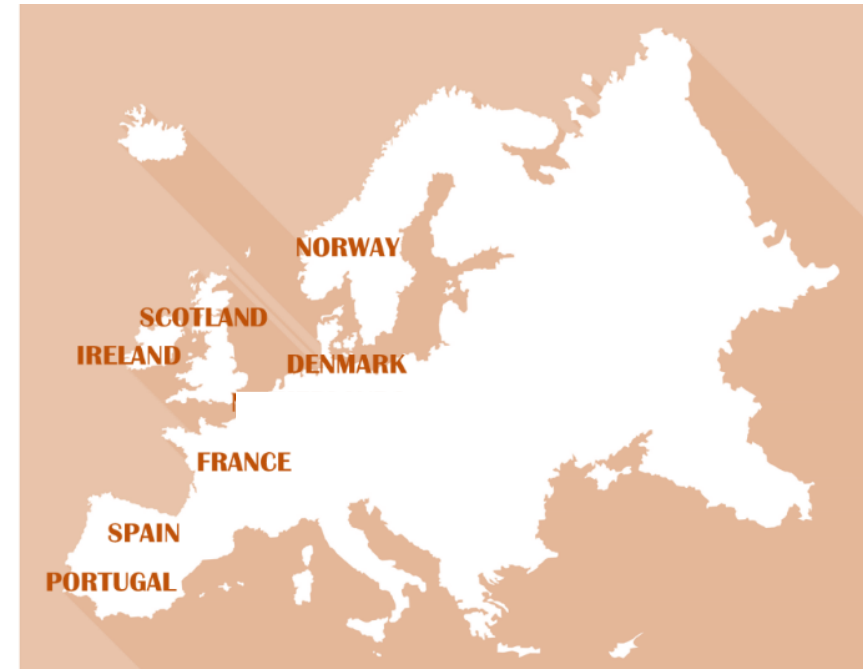 NORWAY
SCOTLAND
IRELAND
DENMARK
FRANCE
SPAIN
PORTUGAL